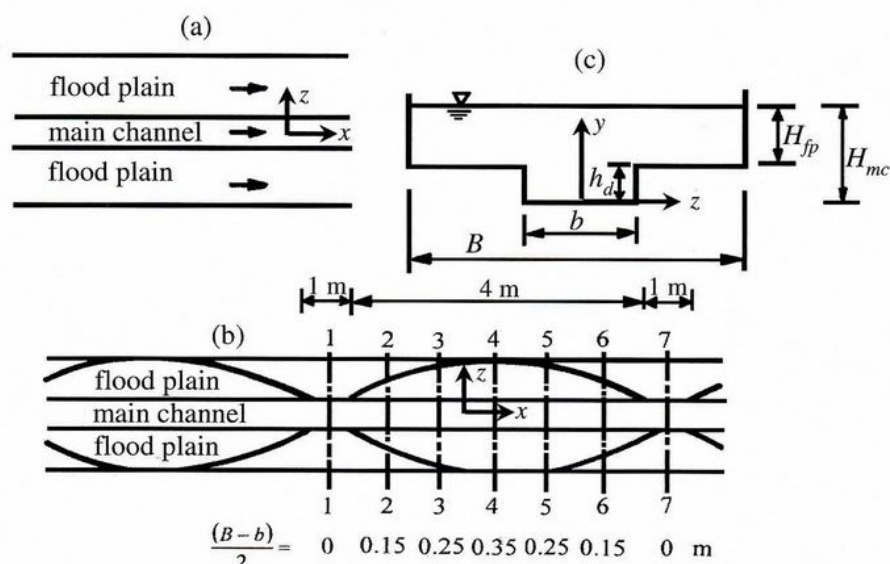 (a)
flood plain
z
main channel
x
flood plain
(c)
y
H_fp
H_mc
h_d
z
b
B
1 m
4 m
1 m
(b)
1 2 3 4 5 6 7
flood plain
z
main channel
x
flood plain
1 2 3 4 5 6 7
(B – b)/2 = 0 0.15 0.25 0.35 0.25 0.15 0 m